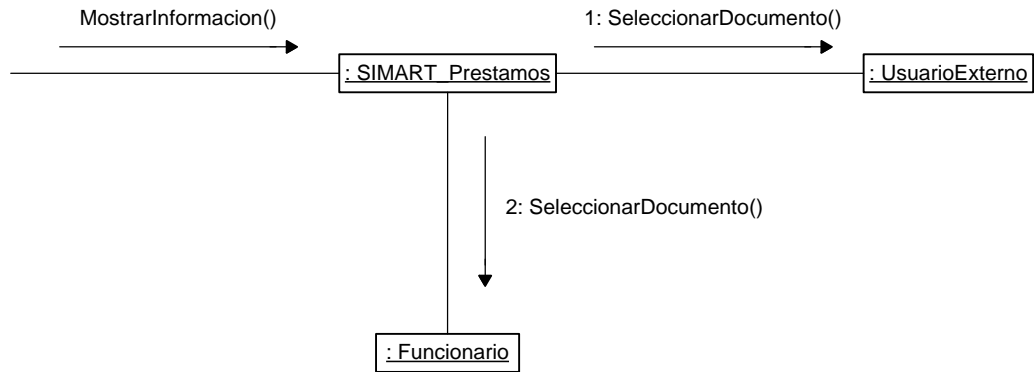 MostrarInformacion()
1: SeleccionarDocumento()
: SIMART_Prestamos
: UsuarioExterno
2: SeleccionarDocumento()
: Funcionario